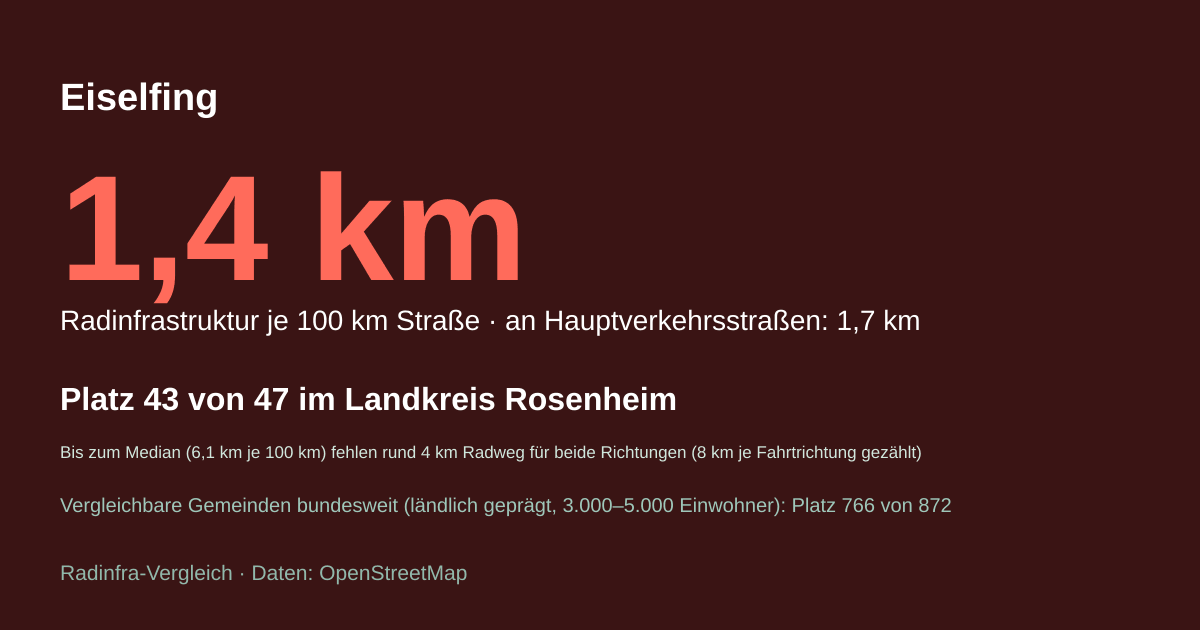 Eiselfing
1,4 km
Radinfrastruktur je 100 km Straße · an Hauptverkehrsstraßen: 1,7 km
Platz 43 von 47 im Landkreis Rosenheim
Bis zum Median (6,1 km je 100 km) fehlen rund 4 km Radweg für beide Richtungen (8 km je Fahrtrichtung gezählt)
Vergleichbare Gemeinden bundesweit (ländlich geprägt, 3.000–5.000 Einwohner): Platz 766 von 872
Radinfra-Vergleich · Daten: OpenStreetMap